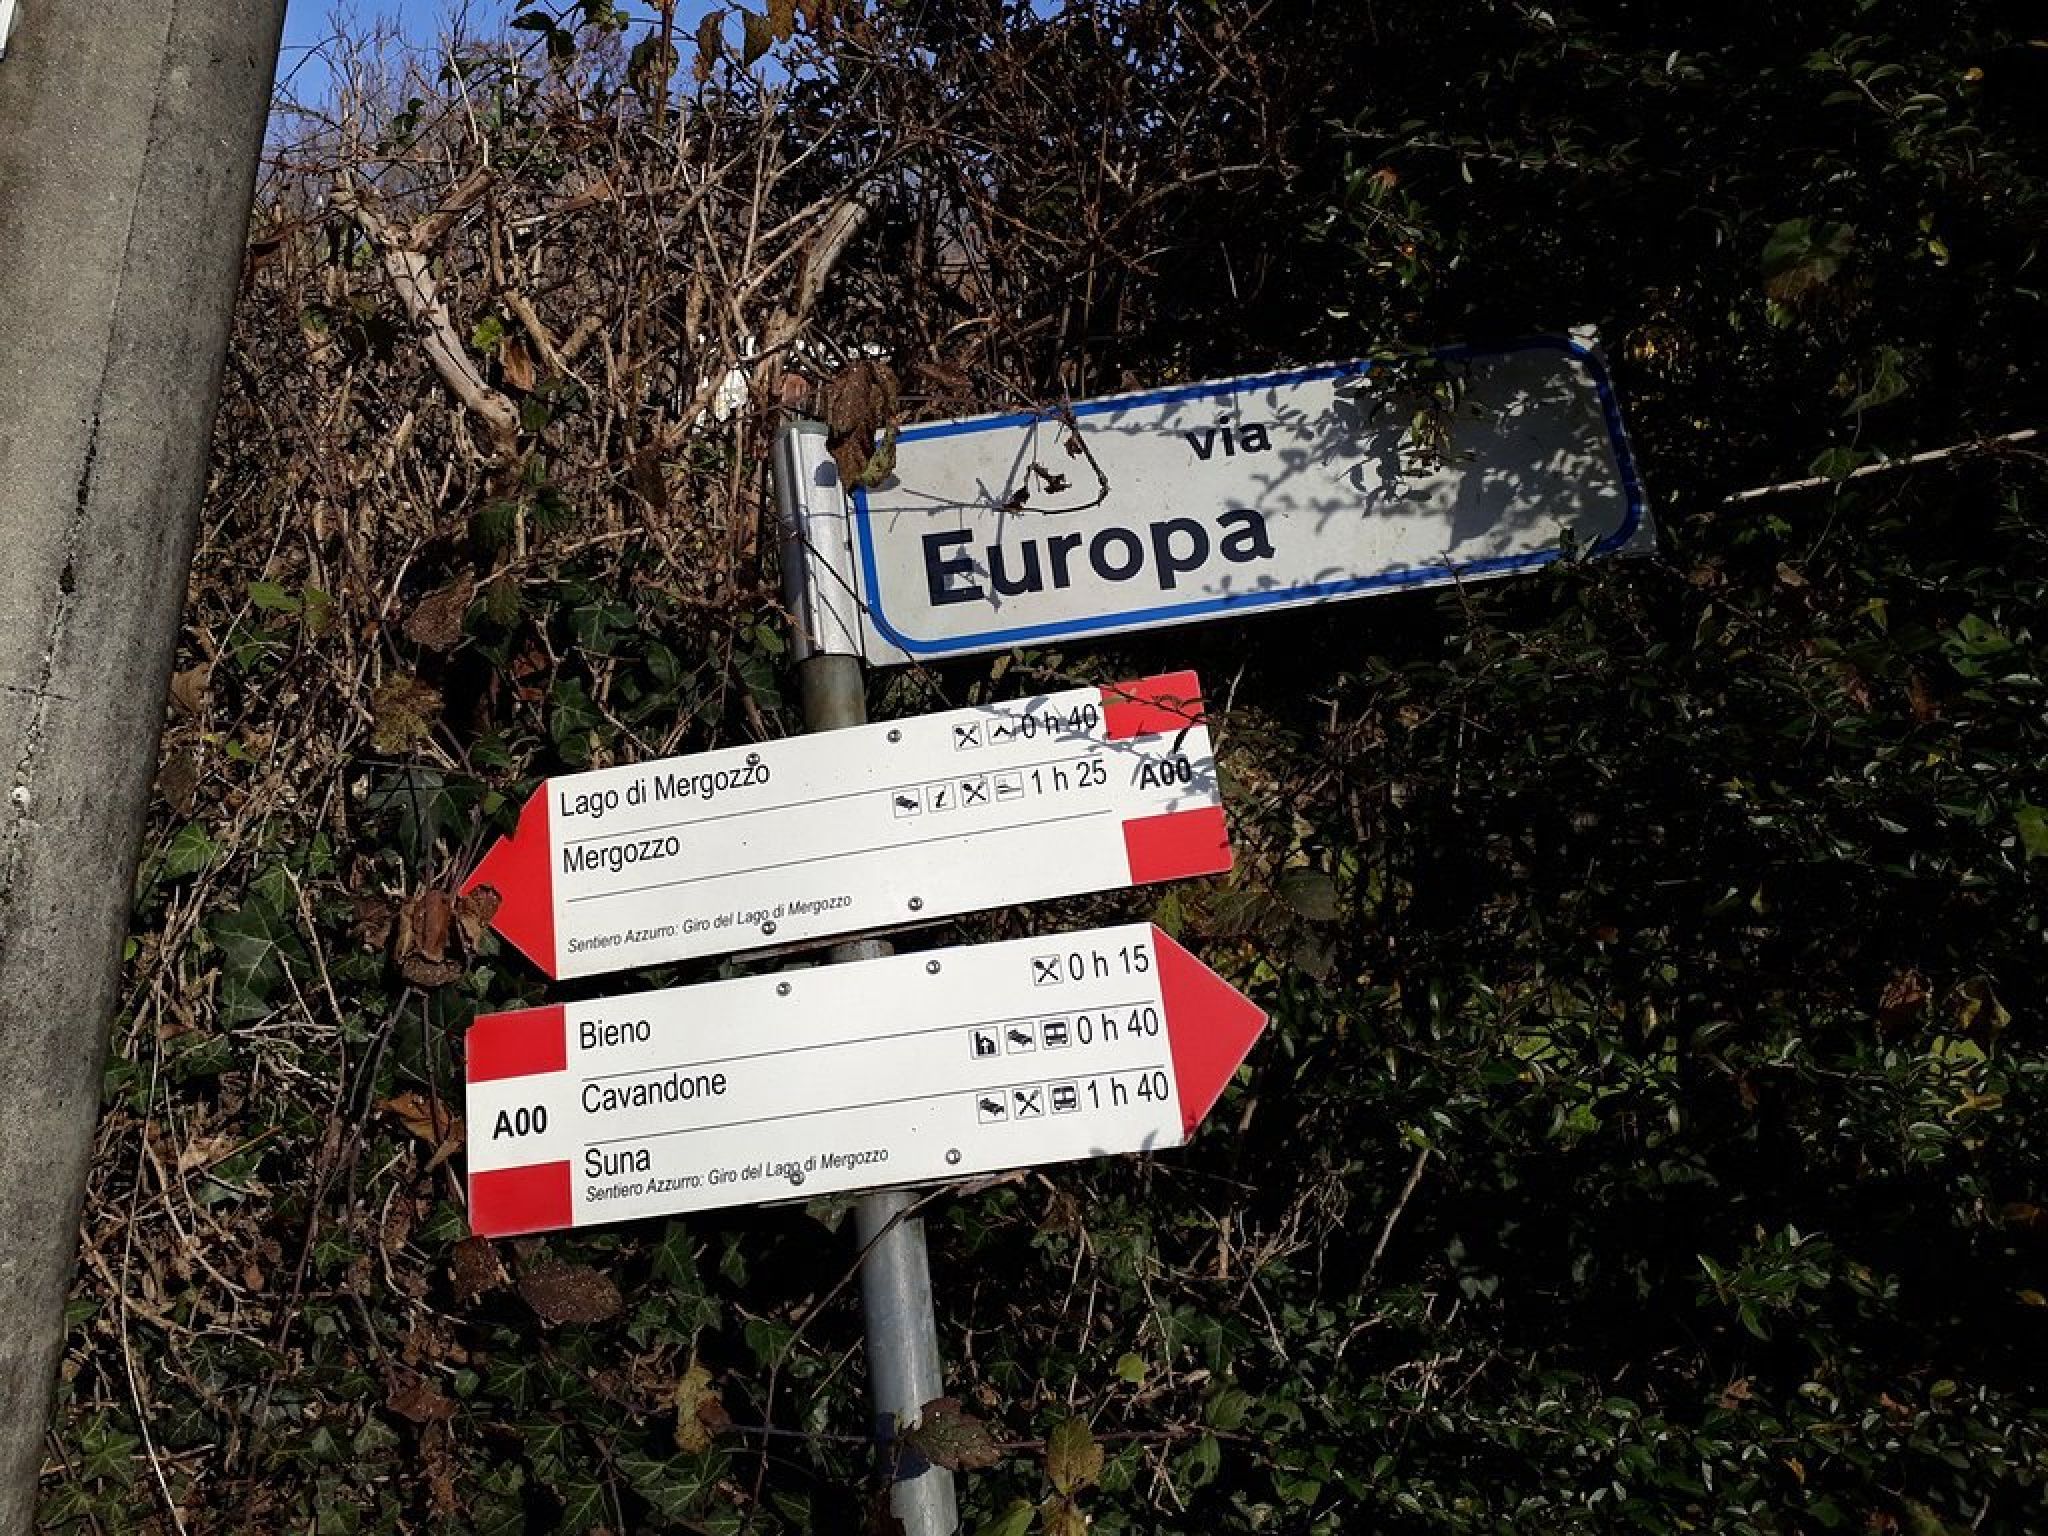 via
Europa
Lago di Mergozzo 0 h 40
Mergozzo 1 h 25
A00
Sentiero Azzurro: Giro del Lago di Mergozzo
Bieno 0 h 15
Cavandone 0 h 40
A00
Suna 1 h 40
Sentiero Azzurro: Giro del Lago di Mergozzo